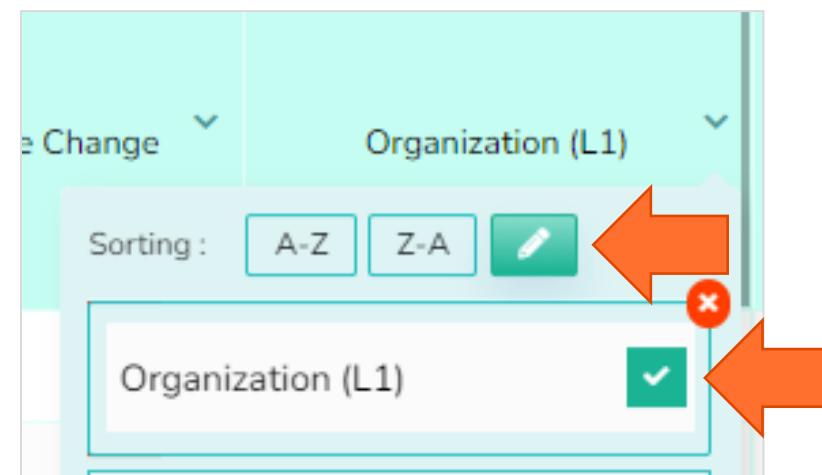 e Change
Organization (L1)
Sorting :
A-Z
Z-A
Organization (L1)